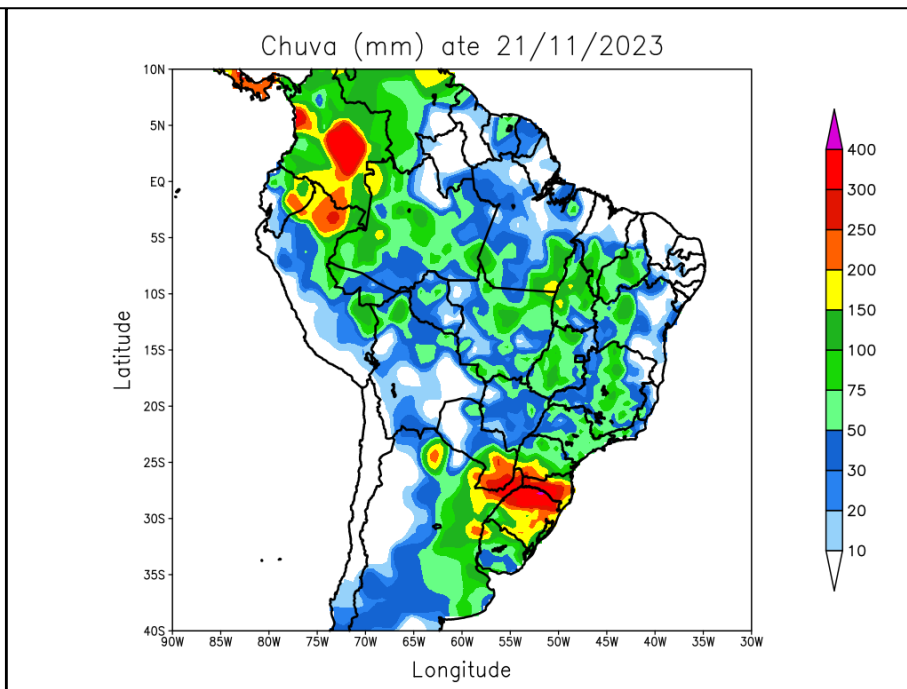 Chuva (mm) ate 21/11/2023
10N
5N
EQ
5S
10S
15S
20S
25S
30S
35S
40S
Latitude
90W 85W 80W 75W 70W 65W 60W 55W 50W 45W 40W 35W 30W
Longitude
400
300
250
200
150
100
75
50
30
20
10